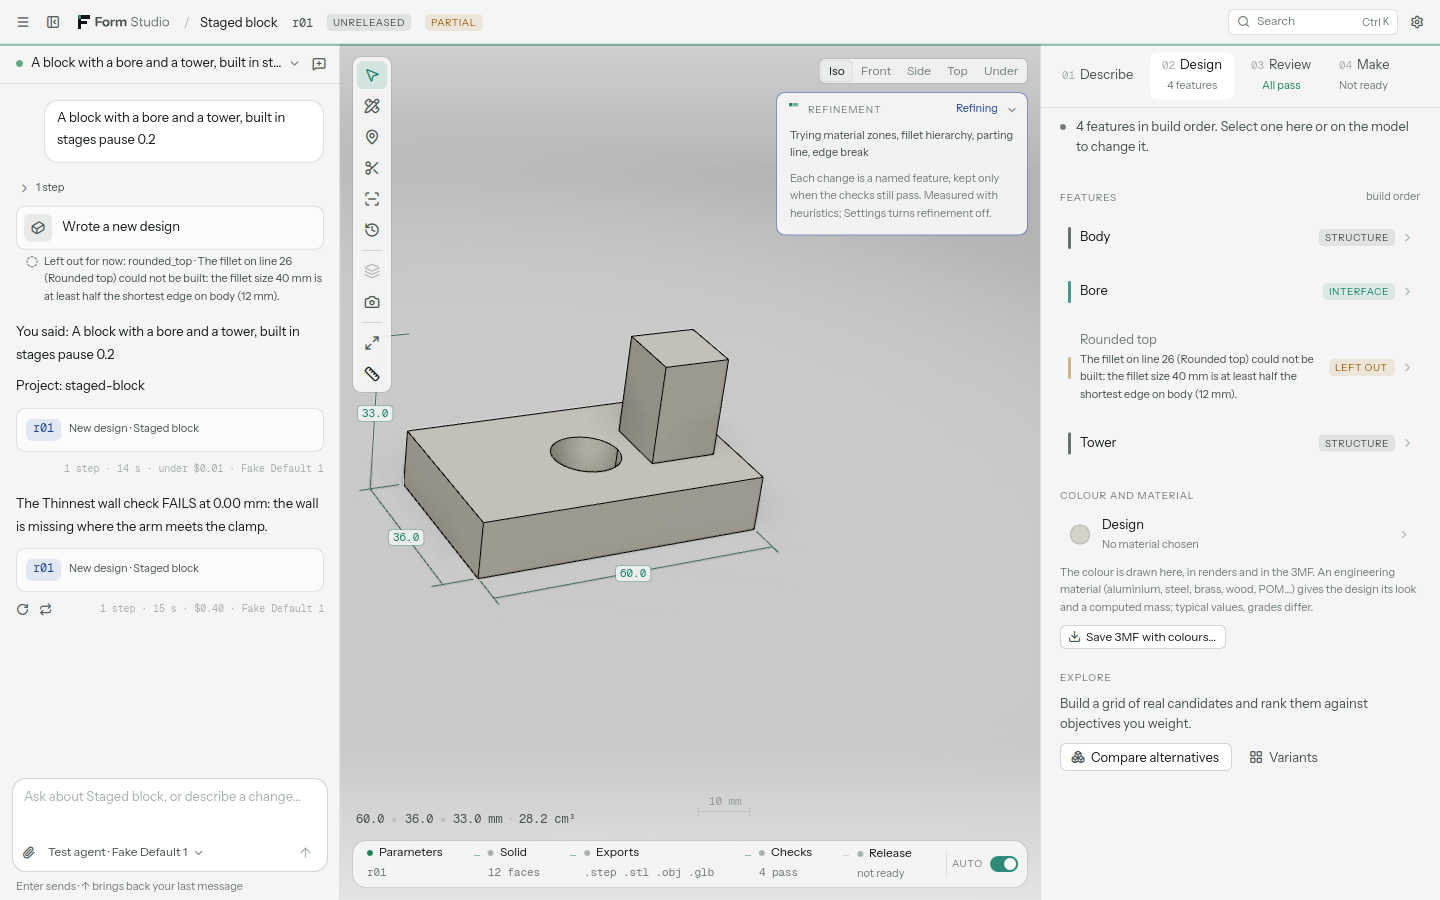 Form Studio / Staged block r01 UNRELEASED PARTIAL
Search Ctrl K
A block with a bore and a tower, built in st...
A block with a bore and a tower, built in
stages pause 0.2
1 step
Wrote a new design
Left out for now: rounded_top · The fillet on line 26
(Rounded top) could not be built: the fillet size 40 mm is
at least half the shortest edge on body (12 mm).
You said: A block with a bore and a tower, built in
stages pause 0.2
Project: staged-block
r01 New design · Staged block
1 step · 14 s · under $0.01 · Fake Default 1
The Thinnest wall check FAILS at 0.00 mm: the wall
is missing where the arm meets the clamp.
r01 New design · Staged block
1 step · 15 s · $0.40 · Fake Default 1
Ask about Staged block, or describe a change...
Test agent · Fake Default 1
Enter sends · ↑ brings back your last message
Iso Front Side Top Under
REFINEMENT Refining
Trying material zones, fillet hierarchy, parting
line, edge break
Each change is a named feature, kept only
when the checks still pass. Measured with
heuristics; Settings turns refinement off.
33.0
36.0
60.0
10 mm
60.0 × 36.0 × 33.0 mm · 28.2 cm³
Parameters Solid Exports Checks Release
r01 12 faces .step .stl .obj .glb 4 pass not ready
AUTO
01 Describe
02 Design
4 features
03 Review
All pass
04 Make
Not ready
4 features in build order. Select one here or on the model
to change it.
FEATURES build order
Body STRUCTURE
Bore INTERFACE
Rounded top
The fillet on line 26 (Rounded top) could not be
built: the fillet size 40 mm is at least half the
shortest edge on body (12 mm).
LEFT OUT
Tower STRUCTURE
COLOUR AND MATERIAL
Design
No material chosen
The colour is drawn here, in renders and in the 3MF. An engineering
material (aluminium, steel, brass, wood, POM...) gives the design its look
and a computed mass; typical values, grades differ.
Save 3MF with colours...
EXPLORE
Build a grid of real candidates and rank them against
objectives you weight.
Compare alternatives Variants